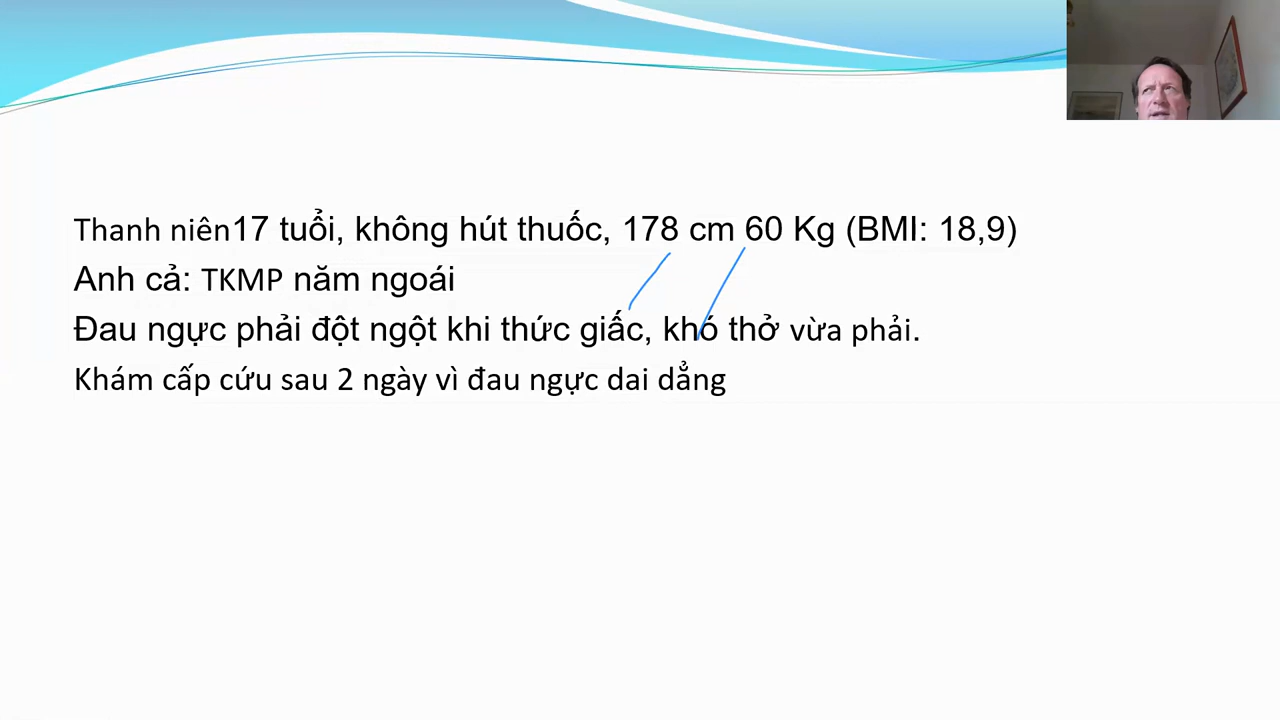 Thanh niên17 tuổi, không hút thuốc, 178 cm 60 Kg (BMI: 18,9)
Anh cả: TKMP năm ngoái
Đau ngực phải đột ngột khi thức giấc, khó thở vừa phải.
Khám cấp cứu sau 2 ngày vì đau ngực dai dẳng